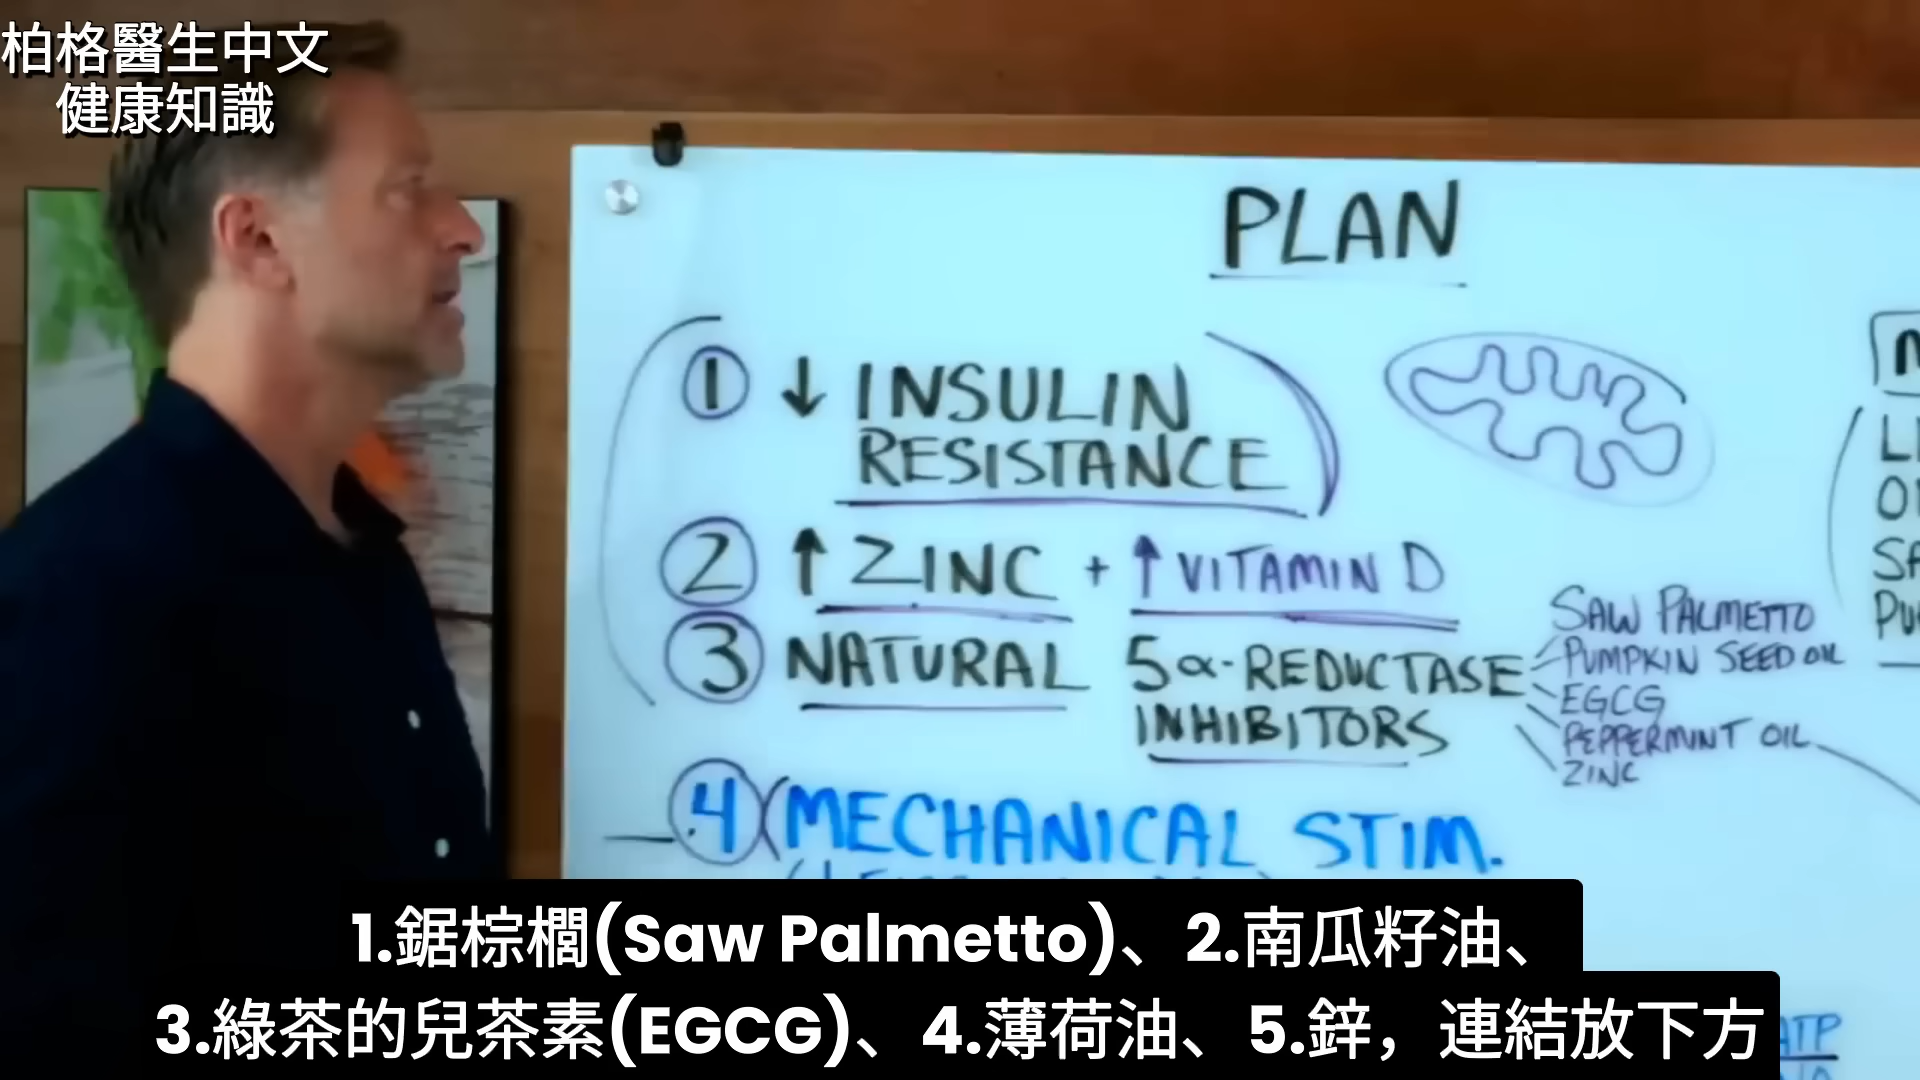 柏格醫生中文
健康知識
PLAN
1 ↓ INSULIN
RESISTANCE
2 ↑ ZINC + ↑ VITAMIN D
3 NATURAL 5α-REDUCTASE
INHIBITORS
SAW PALMETTO
PUMPKIN SEED OIL
EGCG
PEPPERMINT OIL
ZINC
4 (MECHANICAL STIM.
ATP
1.鋸棕櫚(Saw Palmetto)、2.南瓜籽油、
3.綠茶的兒茶素(EGCG)、4.薄荷油、5.鋅，連結放下方